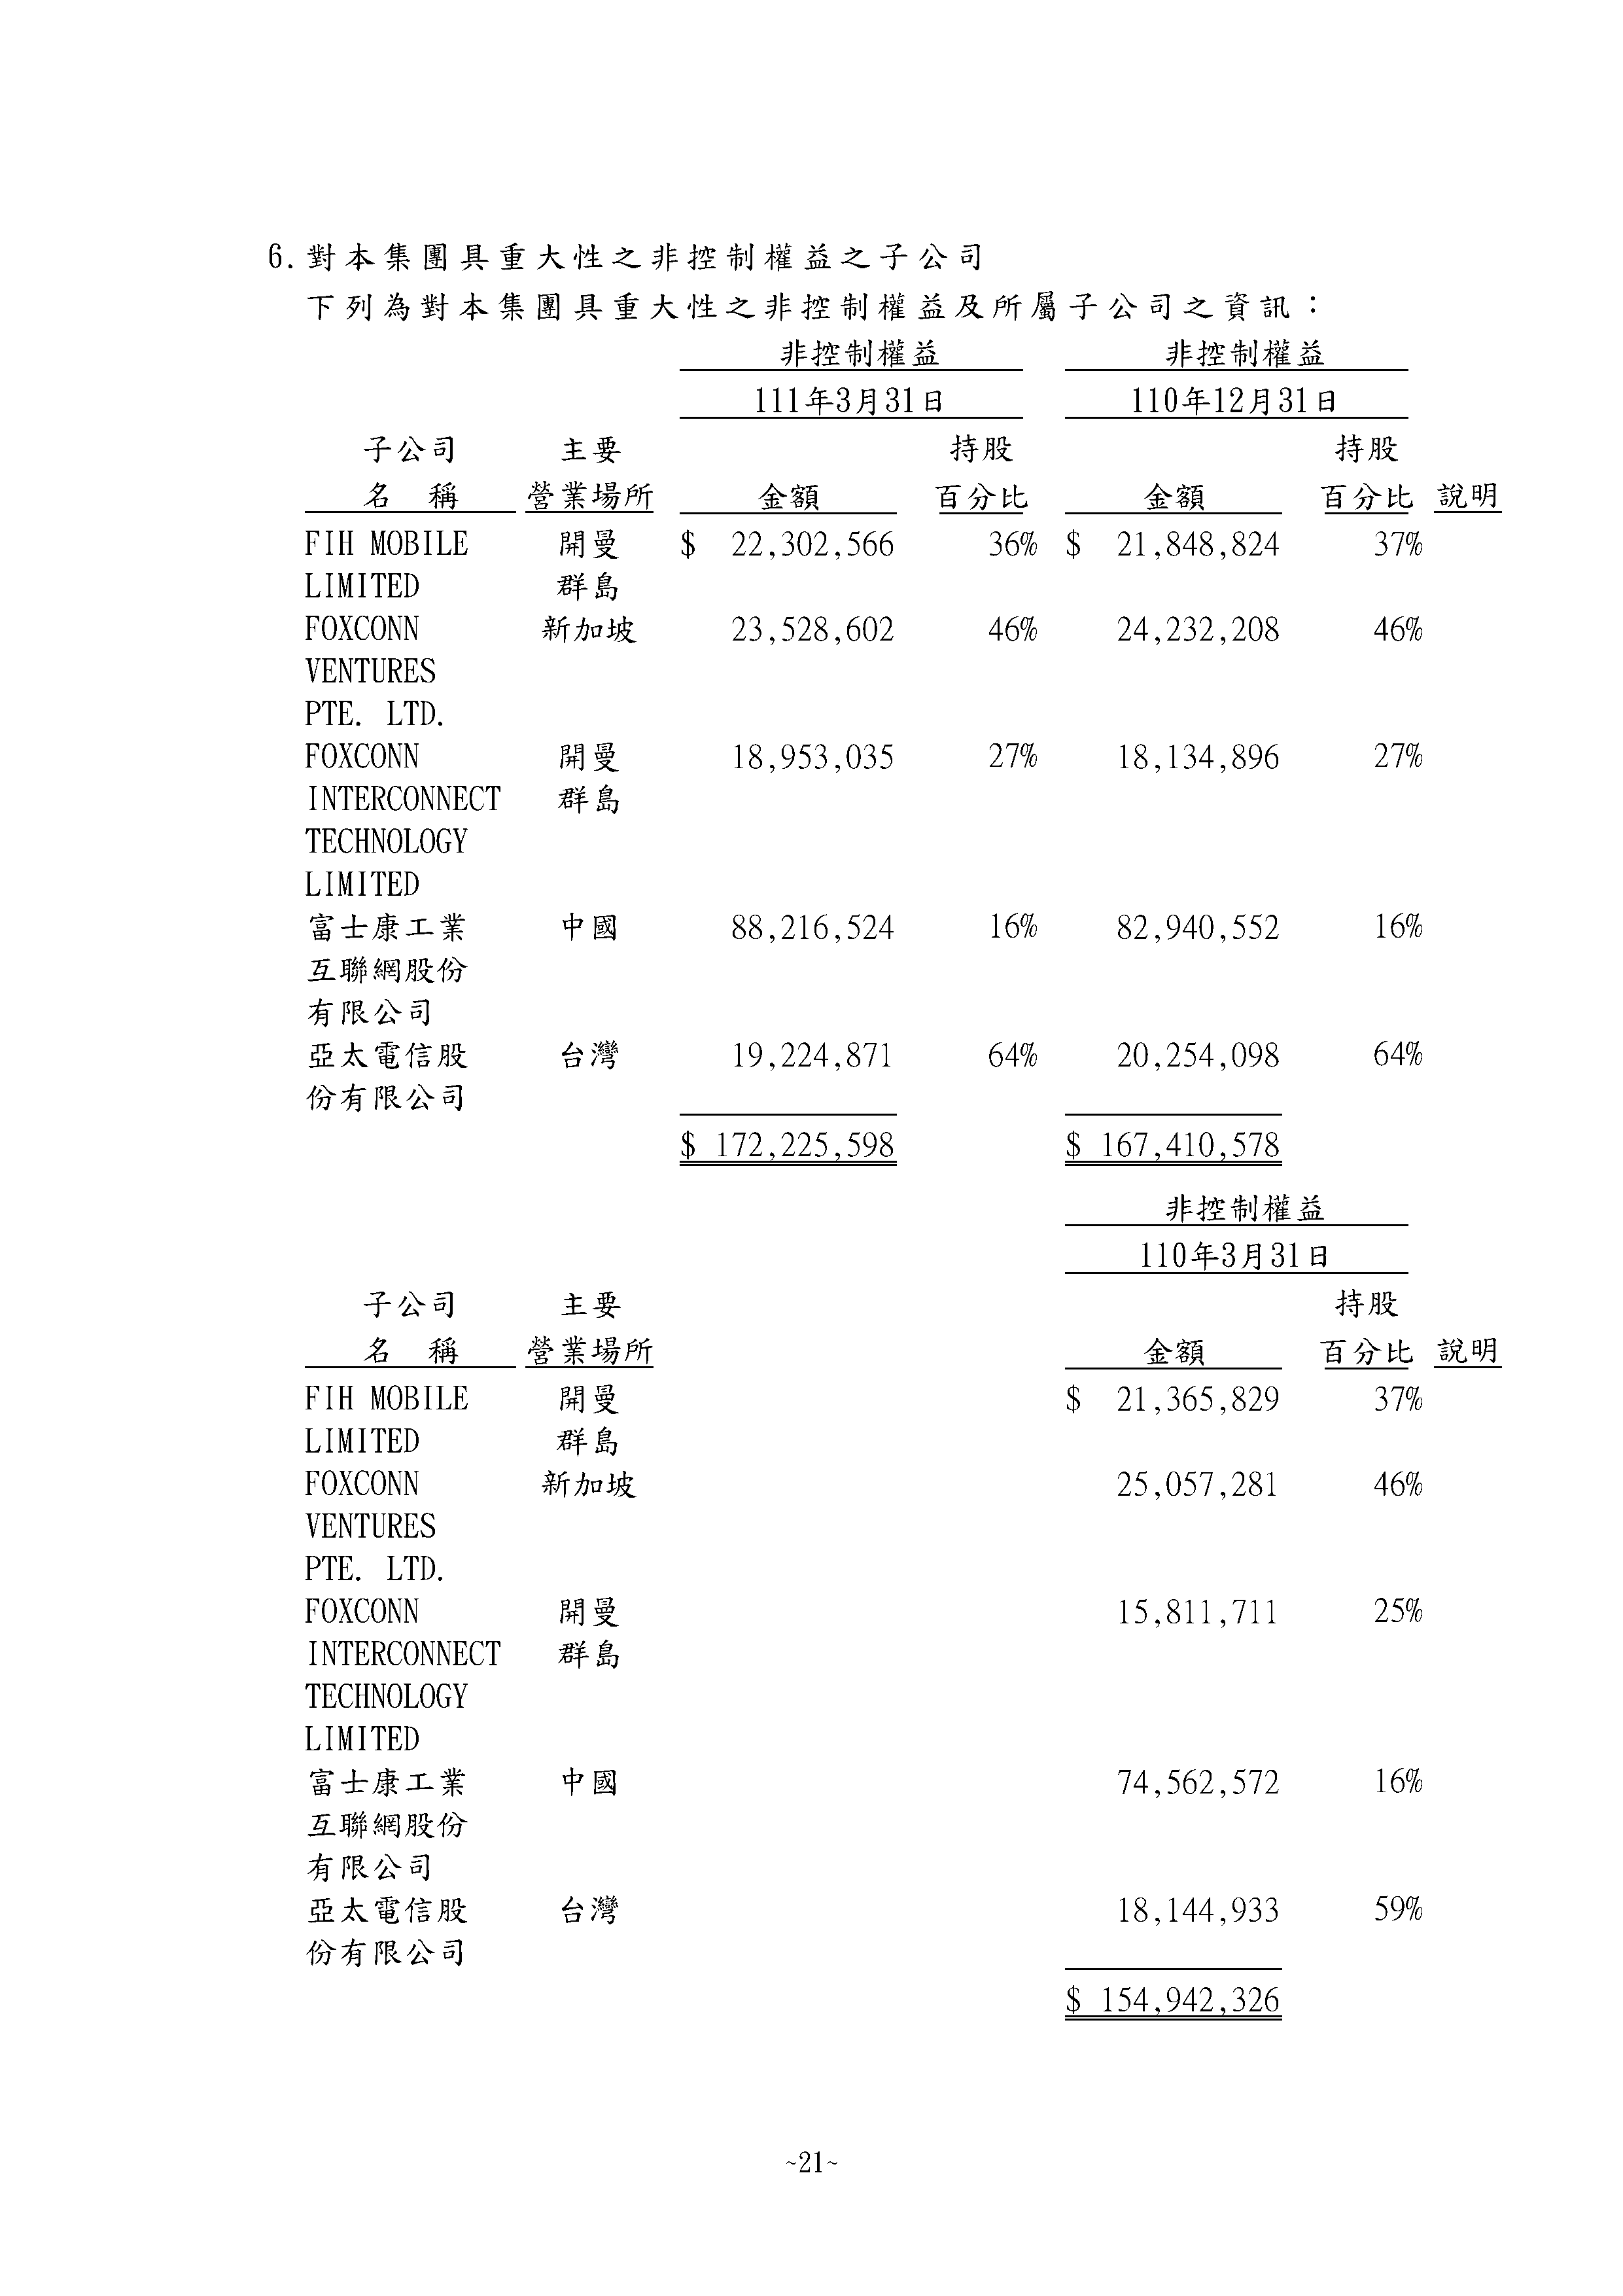 6.對本集團具重大性之非控制權益之子公司
下列為對本集團具重大性之非控制權益及所屬子公司之資訊：
非控制權益 非控制權益
111年3月31日 110年12月31日
子公司 主要 持股 持股
名 稱 營業場所 金額 百分比 金額 百分比 說明
FIH MOBILE 開曼 $ 22,302,566 36% $ 21,848,824 37%
LIMITED 群島
FOXCONN 新加坡 23,528,602 46% 24,232,208 46%
VENTURES
PTE. LTD.
FOXCONN 開曼 18,953,035 27% 18,134,896 27%
INTERCONNECT 群島
TECHNOLOGY
LIMITED
富士康工業 中國 88,216,524 16% 82,940,552 16%
互聯網股份
有限公司
亞太電信股 台灣 19,224,871 64% 20,254,098 64%
份有限公司
$ 172,225,598 $ 167,410,578
非控制權益
110年3月31日
子公司 主要 持股
名 稱 營業場所 金額 百分比 說明
FIH MOBILE 開曼 $ 21,365,829 37%
LIMITED 群島
FOXCONN 新加坡 25,057,281 46%
VENTURES
PTE. LTD.
FOXCONN 開曼 15,811,711 25%
INTERCONNECT 群島
TECHNOLOGY
LIMITED
富士康工業 中國 74,562,572 16%
互聯網股份
有限公司
亞太電信股 台灣 18,144,933 59%
份有限公司
$ 154,942,326
~21~